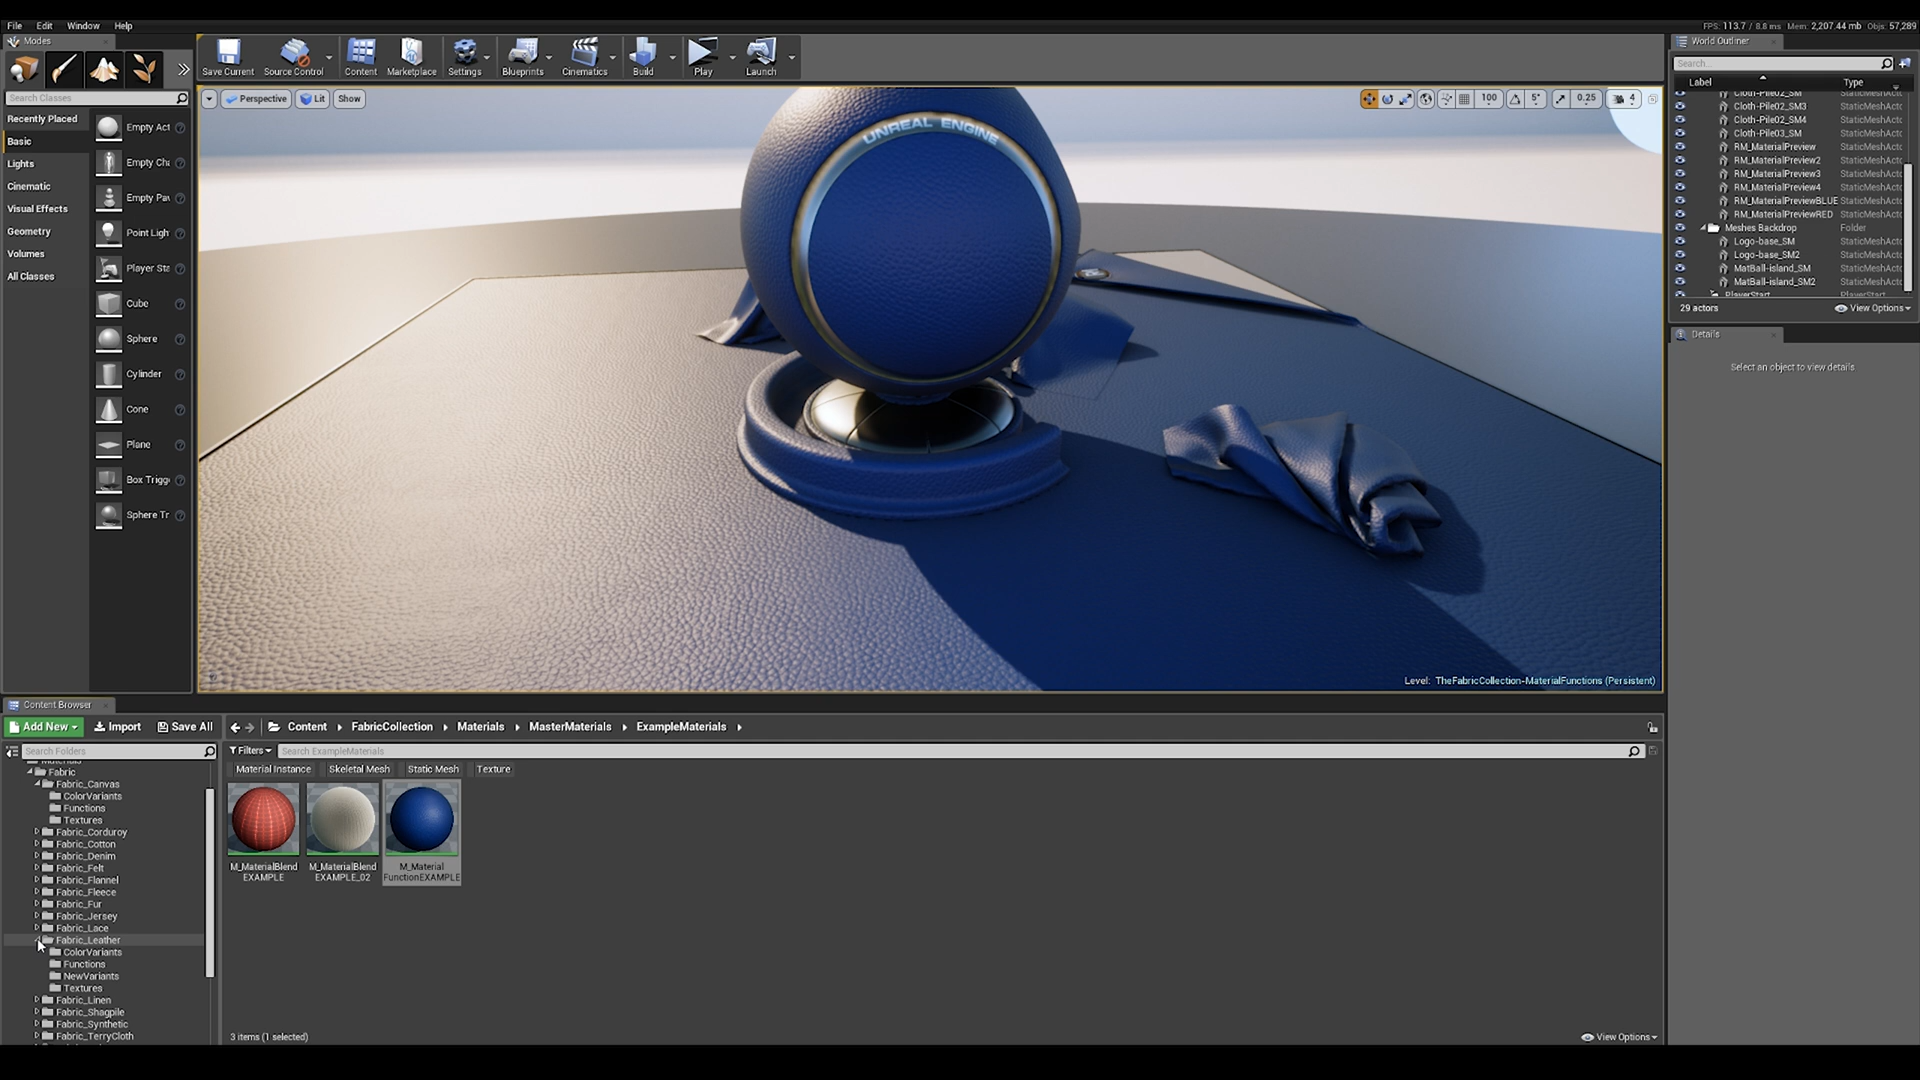 File Edit Window Help
FPS: 113.7 / 8.8 ms Mem: 2,207.44 mb Objs: 57,289
Modes
Search Classes
Recently Placed
Basic
Lights
Cinematic
Visual Effects
Geometry
Volumes
All Classes
Empty Act
Empty Cha
Empty Pav
Point Ligh
Player Sta
Cube
Sphere
Cylinder
Cone
Plane
Box Trigg
Sphere Tr
Save Current Source Control Content Marketplace Settings Blueprints Cinematics Build Play Launch
Perspective Lit Show
100 5° 0.25 4
UNREAL ENGINE
Level: TheFabricCollection-MaterialFunctions (Persistent)
World Outliner
Search...
Label Type
Cloth-Pile02_SM StaticMeshActo
Cloth-Pile02_SM3 StaticMeshActo
Cloth-Pile02_SM4 StaticMeshActo
Cloth-Pile03_SM StaticMeshActo
RM_MaterialPreview StaticMeshActo
RM_MaterialPreview2 StaticMeshActo
RM_MaterialPreview3 StaticMeshActo
RM_MaterialPreview4 StaticMeshActo
RM_MaterialPreviewBLUE StaticMeshActo
RM_MaterialPreviewRED StaticMeshActo
Meshes Backdrop Folder
Logo-base_SM StaticMeshActo
Logo-base_SM2 StaticMeshActo
MatBall-island_SM StaticMeshActo
MatBall-island_SM2 StaticMeshActo
PlayerStart PlayerStart
29 actors View Options
Details
Select an object to view details.
Content Browser
Add New Import Save All Content FabricCollection Materials MasterMaterials ExampleMaterials
Search Folders
Filters Search ExampleMaterials
Material Instance Skeletal Mesh Static Mesh Texture
Materials
Fabric
Fabric_Canvas
ColorVariants
Functions
Textures
Fabric_Corduroy
Fabric_Cotton
Fabric_Denim
Fabric_Felt
Fabric_Flannel
Fabric_Fleece
Fabric_Fur
Fabric_Jersey
Fabric_Lace
Fabric_Leather
ColorVariants
Functions
NewVariants
Textures
Fabric_Linen
Fabric_Shagpile
Fabric_Synthetic
Fabric_TerryCloth
M_MaterialBlend
EXAMPLE
M_MaterialBlend
EXAMPLE_02
M_Material
FunctionEXAMPLE
3 items (1 selected)
View Options